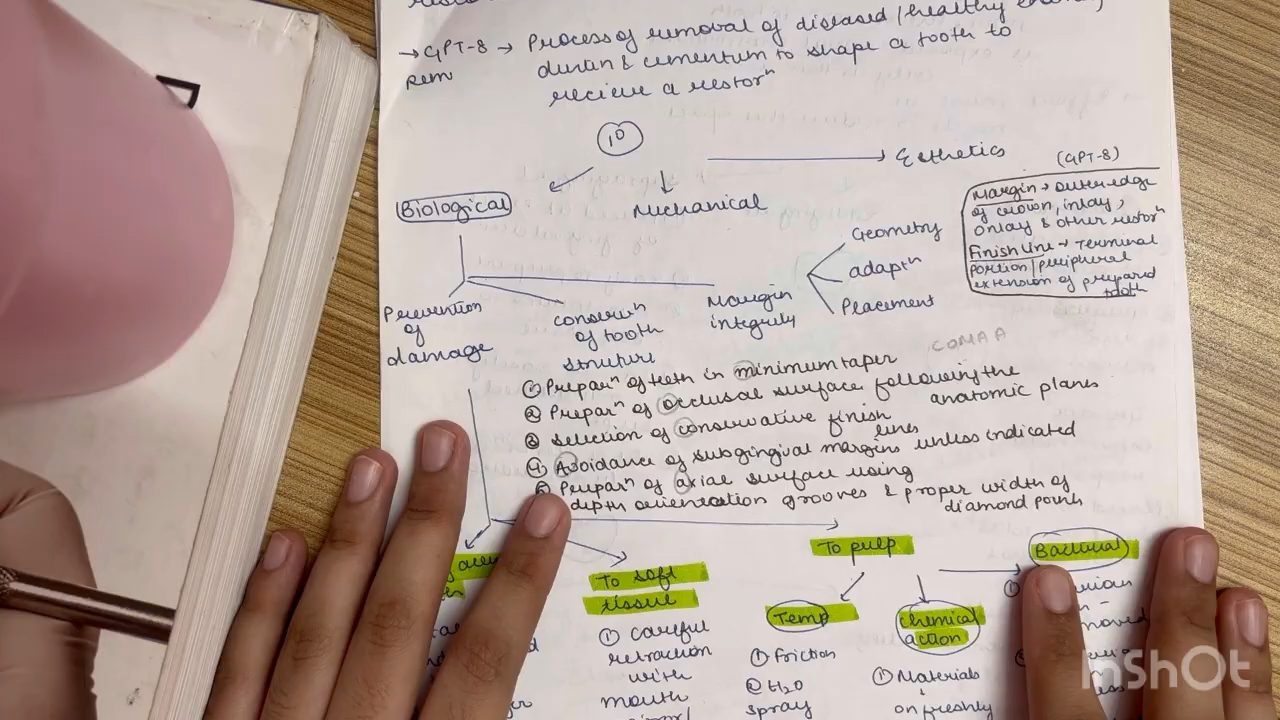 → GPT-8 → Process of removal of diseased / healthy
Rem dentin & cementum to shape a tooth to
recieve a restorⁿ
10
Esthetics
Biological
Mechanical
(GPT-8)
Margin → outer edge
of crown, inlay,
onlay & other restorⁿ
Finish line → Terminal
portion / peripheral
extension of prepared
tooth
Geometry
adaptⁿ
Placement
Prevention
of
damage
conservⁿ
of tooth
structure
Margin
integrity
COMAA
① Preparⁿ of teeth in minimum taper
② Preparⁿ of occlusal surface following the
anatomic planes
③ selection of conservative finish
lines
④ Avoidance of subgingival margins unless indicated
⑤ Preparⁿ of axial surface using
depth orientation grooves & proper width of
diamond points
To soft
tissue
① careful
retraction
with
mouth
To pulp
Temp
① Friction
② H₂O
spray
chemical
action
① Materials
on freshly
Bacterial
InShOt